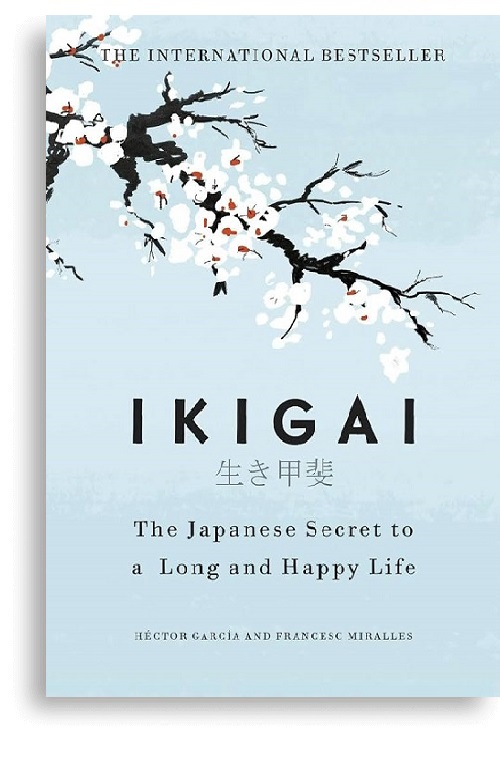 THE INTERNATIONAL BESTSELLER
IKIGAI
生き甲斐
The Japanese Secret to
a Long and Happy Life
HÉCTOR GARCÍA AND FRANCESC MIRALLES